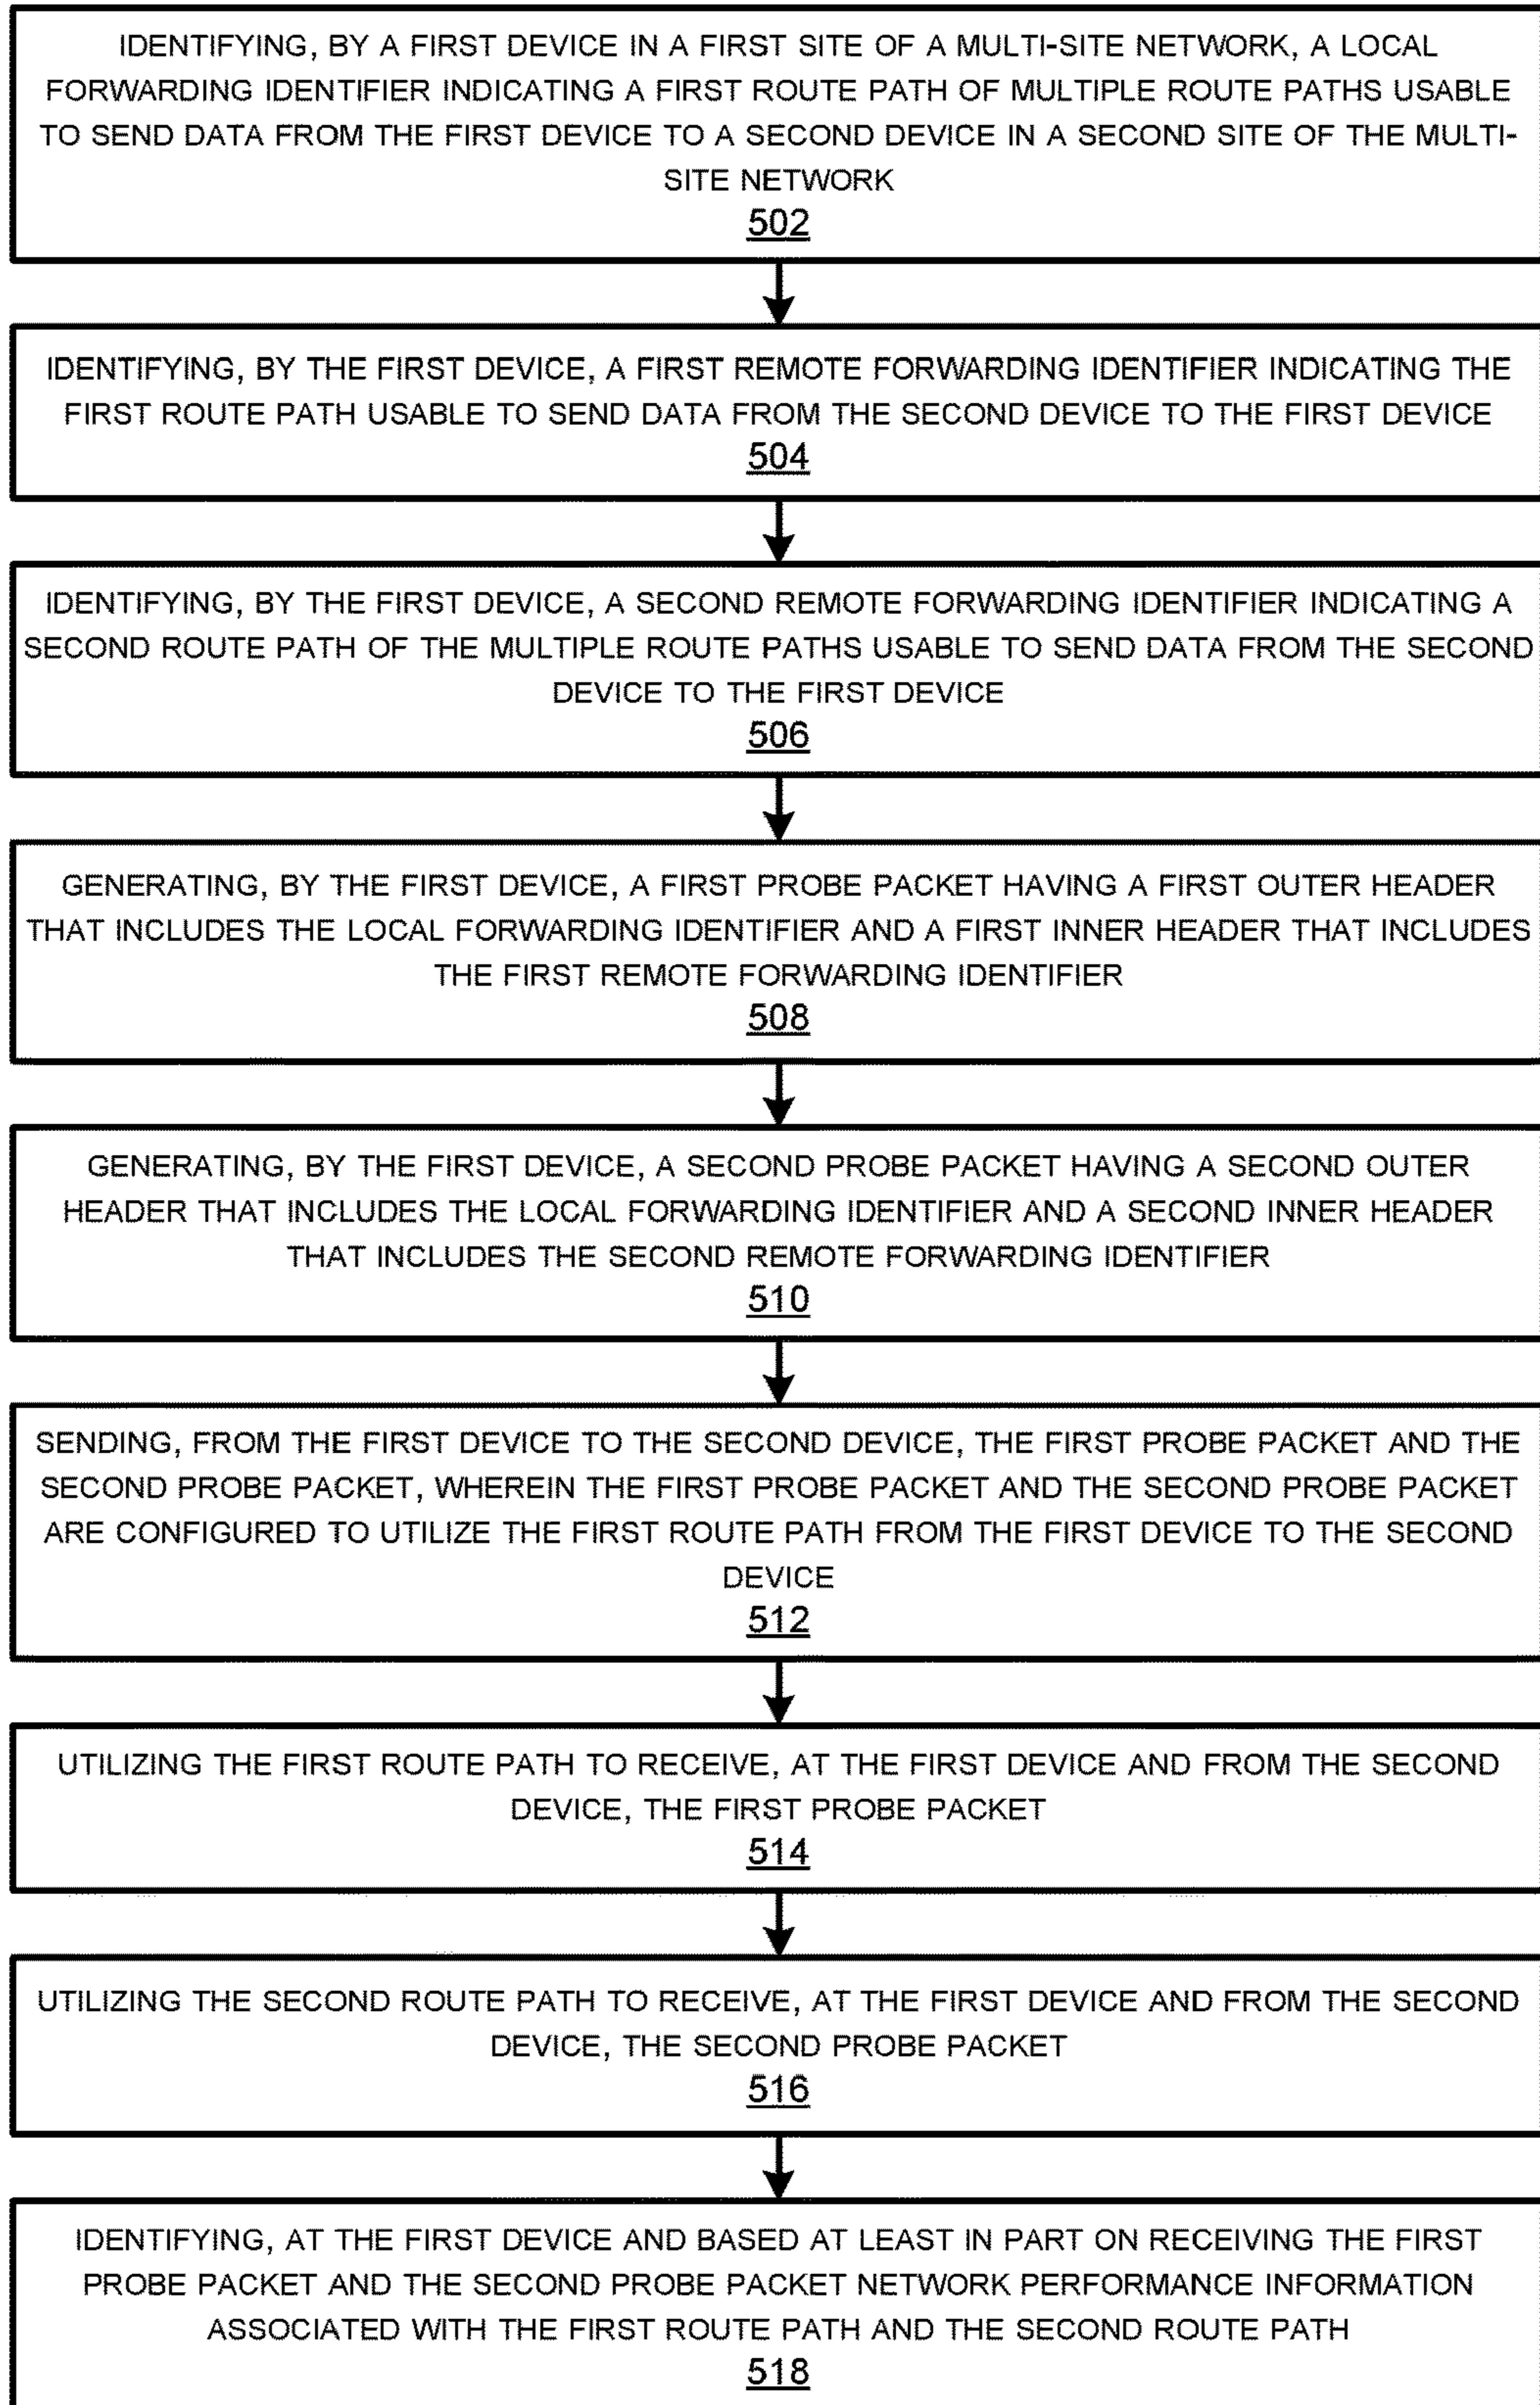 IDENTIFYING, BY A FIRST DEVICE IN A FIRST SITE OF A MULTI-SITE NETWORK, A LOCAL
FORWARDING IDENTIFIER INDICATING A FIRST ROUTE PATH OF MULTIPLE ROUTE PATHS USABLE
TO SEND DATA FROM THE FIRST DEVICE TO A SECOND DEVICE IN A SECOND SITE OF THE MULTI-
SITE NETWORK
502
IDENTIFYING, BY THE FIRST DEVICE, A FIRST REMOTE FORWARDING IDENTIFIER INDICATING THE
FIRST ROUTE PATH USABLE TO SEND DATA FROM THE SECOND DEVICE TO THE FIRST DEVICE
504
IDENTIFYING, BY THE FIRST DEVICE, A SECOND REMOTE FORWARDING IDENTIFIER INDICATING A
SECOND ROUTE PATH OF THE MULTIPLE ROUTE PATHS USABLE TO SEND DATA FROM THE SECOND
DEVICE TO THE FIRST DEVICE
506
GENERATING, BY THE FIRST DEVICE, A FIRST PROBE PACKET HAVING A FIRST OUTER HEADER
THAT INCLUDES THE LOCAL FORWARDING IDENTIFIER AND A FIRST INNER HEADER THAT INCLUDES
THE FIRST REMOTE FORWARDING IDENTIFIER
508
GENERATING, BY THE FIRST DEVICE, A SECOND PROBE PACKET HAVING A SECOND OUTER
HEADER THAT INCLUDES THE LOCAL FORWARDING IDENTIFIER AND A SECOND INNER HEADER
THAT INCLUDES THE SECOND REMOTE FORWARDING IDENTIFIER
510
SENDING, FROM THE FIRST DEVICE TO THE SECOND DEVICE, THE FIRST PROBE PACKET AND THE
SECOND PROBE PACKET, WHEREIN THE FIRST PROBE PACKET AND THE SECOND PROBE PACKET
ARE CONFIGURED TO UTILIZE THE FIRST ROUTE PATH FROM THE FIRST DEVICE TO THE SECOND
DEVICE
512
UTILIZING THE FIRST ROUTE PATH TO RECEIVE, AT THE FIRST DEVICE AND FROM THE SECOND
DEVICE, THE FIRST PROBE PACKET
514
UTILIZING THE SECOND ROUTE PATH TO RECEIVE, AT THE FIRST DEVICE AND FROM THE SECOND
DEVICE, THE SECOND PROBE PACKET
516
IDENTIFYING, AT THE FIRST DEVICE AND BASED AT LEAST IN PART ON RECEIVING THE FIRST
PROBE PACKET AND THE SECOND PROBE PACKET NETWORK PERFORMANCE INFORMATION
ASSOCIATED WITH THE FIRST ROUTE PATH AND THE SECOND ROUTE PATH
518